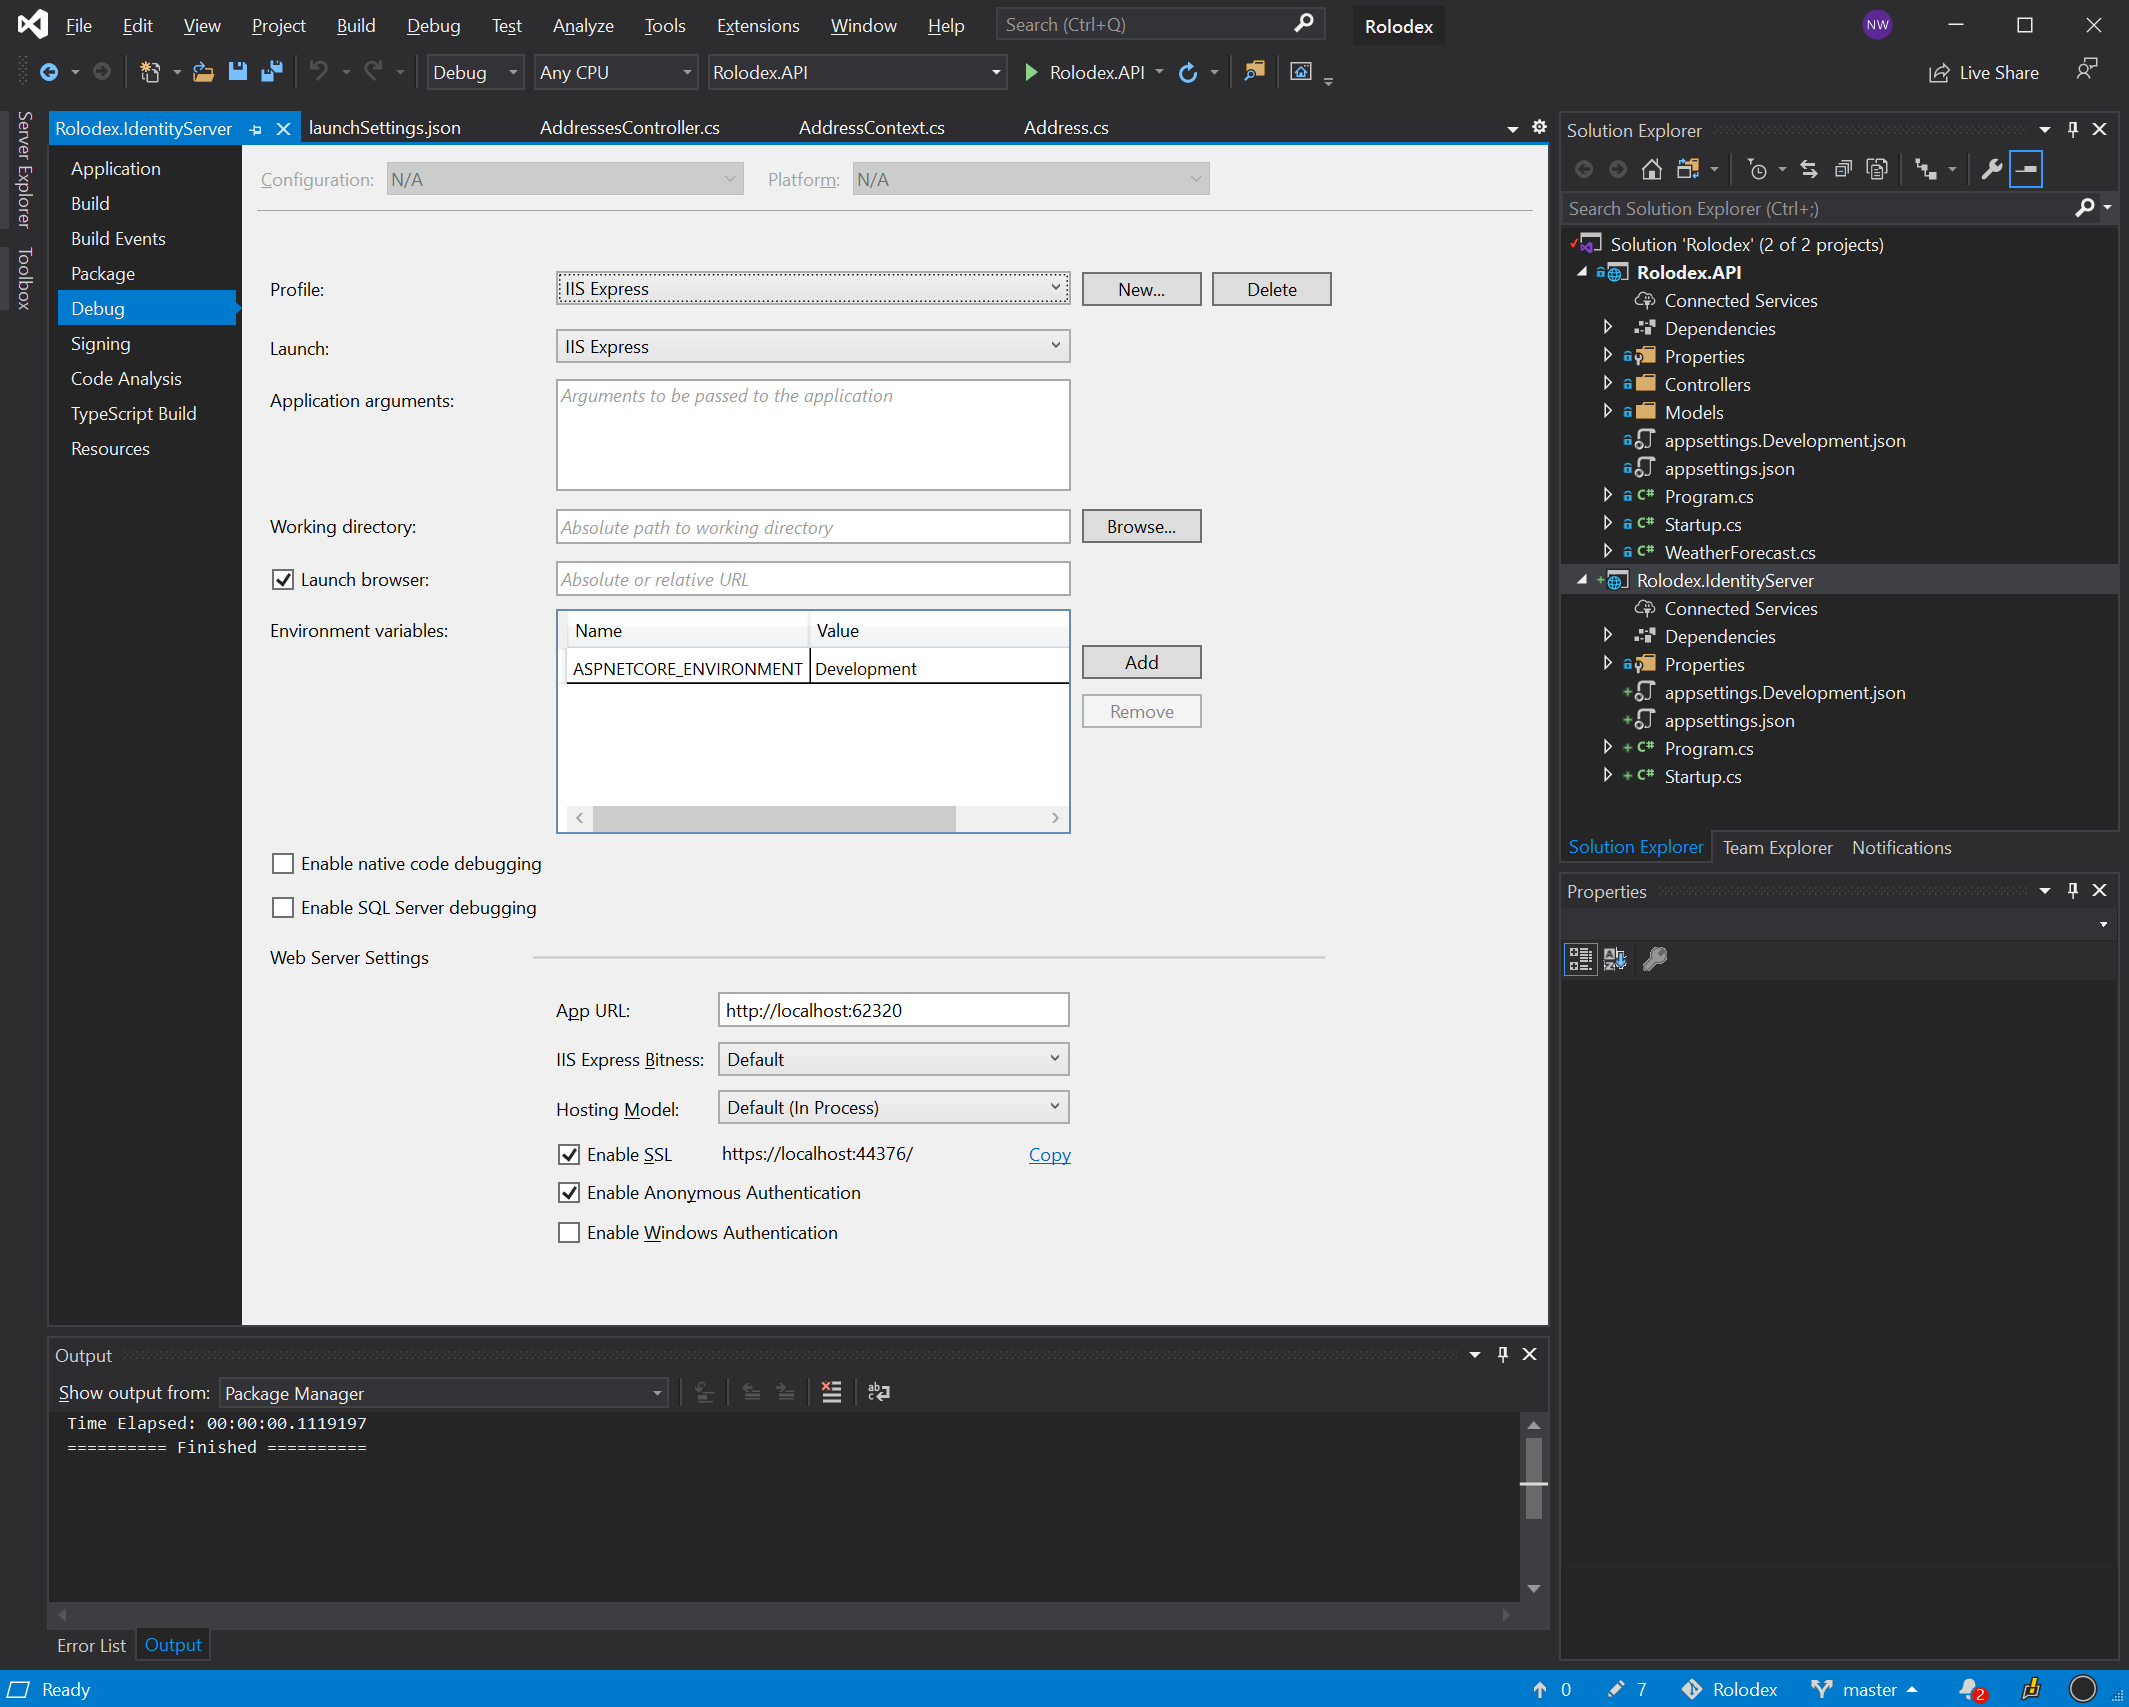 File Edit View Project Build Debug Test Analyze Tools Extensions Window Help Search (Ctrl+Q) Rolodex NW
Debug Any CPU Rolodex.API Rolodex.API Live Share
Server Explorer
Toolbox
Rolodex.IdentityServer launchSettings.json AddressesController.cs AddressContext.cs Address.cs
Application
Build
Build Events
Package
Debug
Signing
Code Analysis
TypeScript Build
Resources
Configuration: N/A Platform: N/A
Profile: IIS Express New... Delete
Launch: IIS Express
Application arguments: Arguments to be passed to the application
Working directory: Absolute path to working directory Browse...
Launch browser: Absolute or relative URL
Environment variables: Name Value
ASPNETCORE_ENVIRONMENT Development
Add
Remove
Enable native code debugging
Enable SQL Server debugging
Web Server Settings
App URL: http://localhost:62320
IIS Express Bitness: Default
Hosting Model: Default (In Process)
Enable SSL https://localhost:44376/ Copy
Enable Anonymous Authentication
Enable Windows Authentication
Output
Show output from: Package Manager
Time Elapsed: 00:00:00.1119197
========== Finished ==========
Error List Output
Solution Explorer
Search Solution Explorer (Ctrl+;)
Solution 'Rolodex' (2 of 2 projects)
Rolodex.API
Connected Services
Dependencies
Properties
Controllers
Models
appsettings.Development.json
appsettings.json
C# Program.cs
C# Startup.cs
C# WeatherForecast.cs
Rolodex.IdentityServer
Connected Services
Dependencies
Properties
appsettings.Development.json
appsettings.json
C# Program.cs
C# Startup.cs
Solution Explorer Team Explorer Notifications
Properties
Ready 0 7 Rolodex master 2